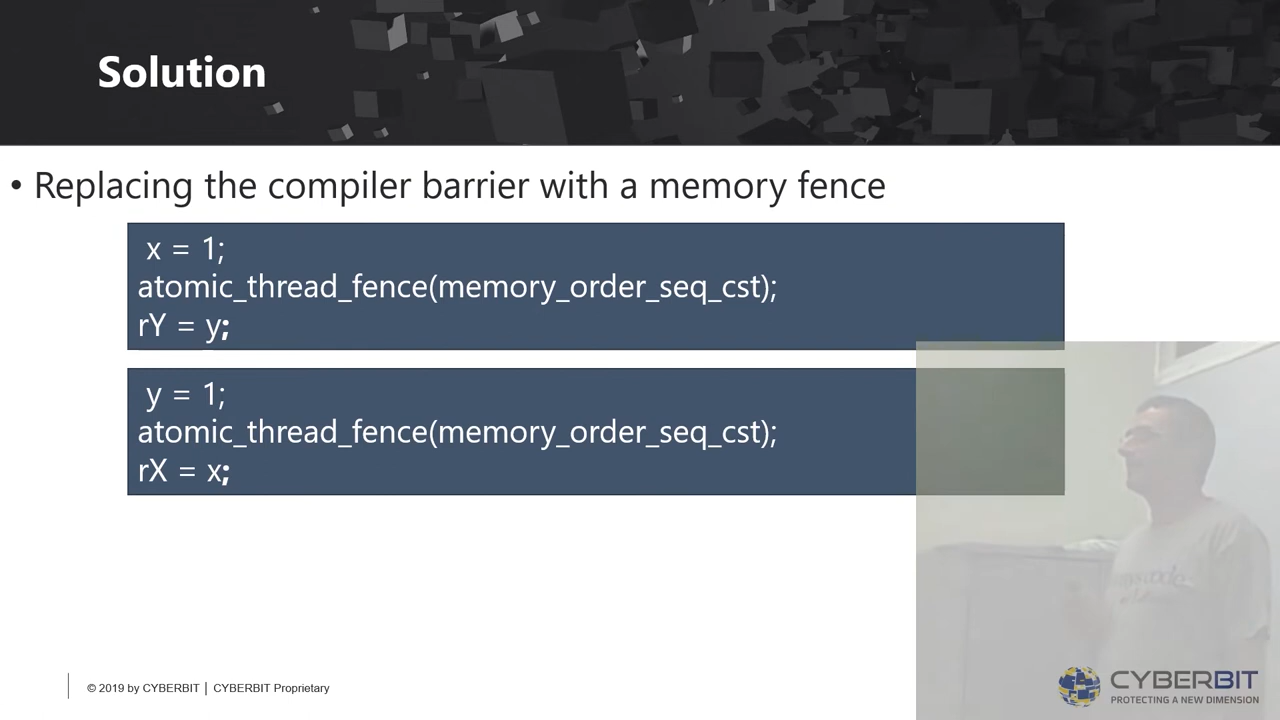 Solution
• Replacing the compiler barrier with a memory fence
x = 1;
atomic_thread_fence(memory_order_seq_cst);
rY = y;
y = 1;
atomic_thread_fence(memory_order_seq_cst);
rX = x;
© 2019 by CYBERBIT | CYBERBIT Proprietary
CYBERBIT
PROTECTING A NEW DIMENSION